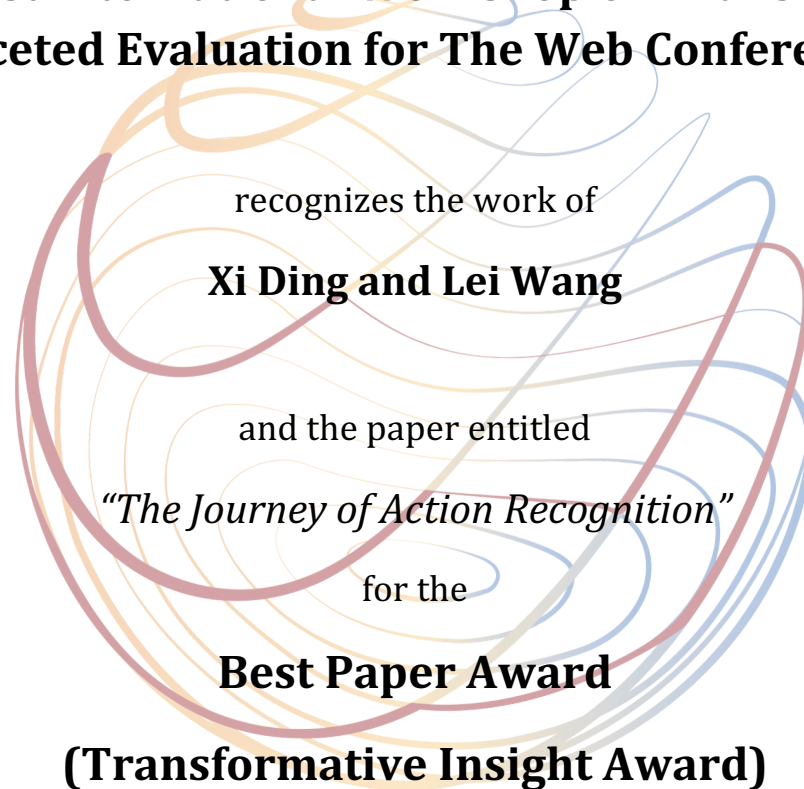 ceted Evaluation for The Web Confere
recognizes the work of
Xi Ding and Lei Wang
and the paper entitled
“The Journey of Action Recognition”
for the
Best Paper Award
(Transformative Insight Award)